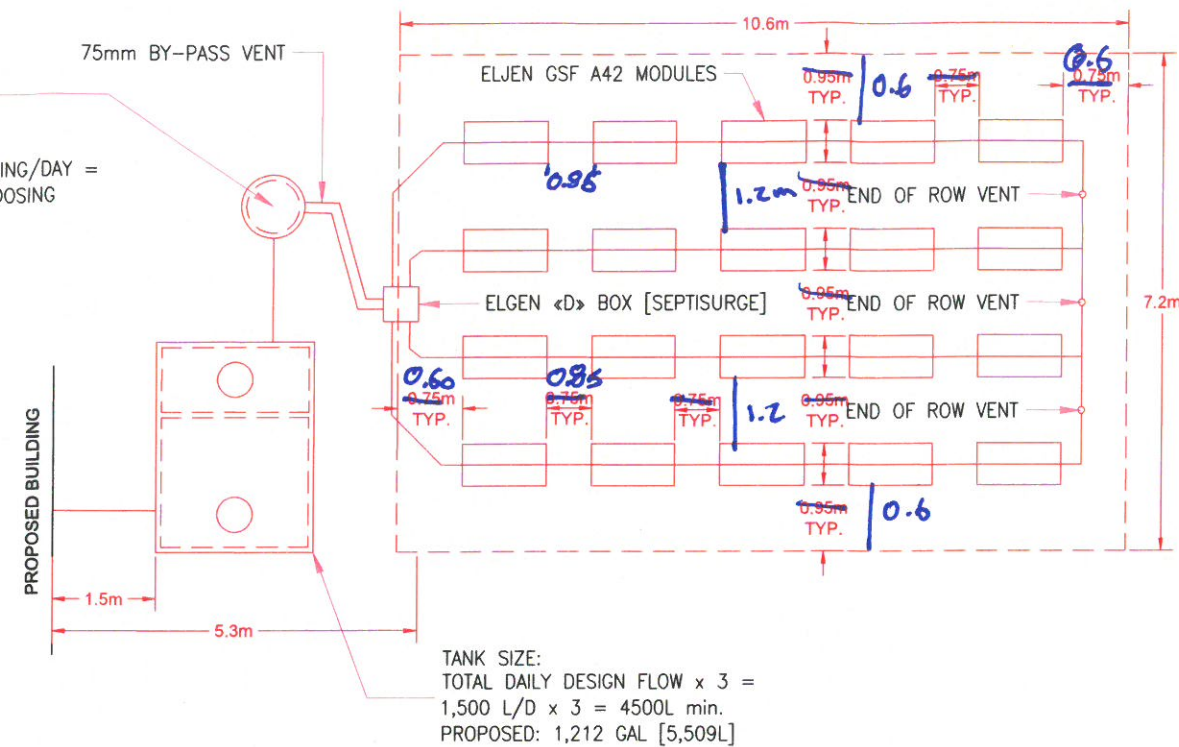 10.6m
75mm BY-PASS VENT
ELJEN GSF A42 MODULES
0.95m
TYP.
0.6
0.75m
TYP.
0.6
0.75m
TYP.
ING/DAY =
OSING
0.85
1.2m
0.95m
TYP.
END OF ROW VENT
ELGEN «D» BOX [SEPTISURGE]
0.95m
TYP.
END OF ROW VENT
7.2m
0.60
0.75m
TYP.
0.85
0.75m
TYP.
0.75m
TYP.
1.2
0.95m
TYP.
END OF ROW VENT
0.95m
TYP.
0.6
PROPOSED BUILDING
1.5m
5.3m
TANK SIZE:
TOTAL DAILY DESIGN FLOW x 3 =
1,500 L/D x 3 = 4500L min.
PROPOSED: 1,212 GAL [5,509L]